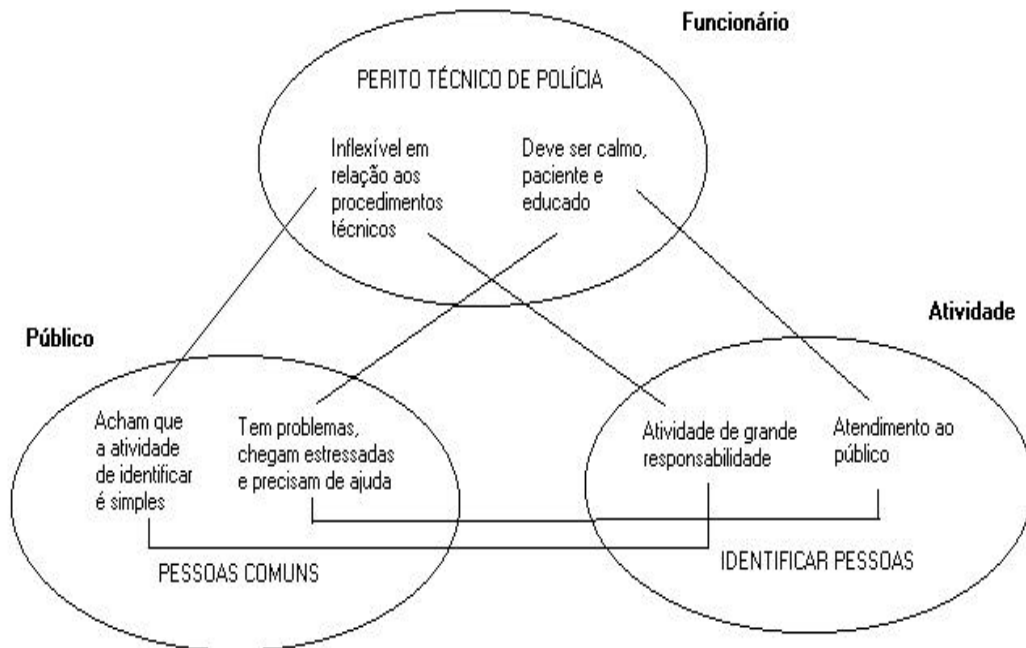 Funcionário
PERITO TÉCNICO DE POLÍCIA
Inflexível em
relação aos
procedimentos
técnicos
Deve ser calmo,
paciente e
educado
Público
Atividade
Acham que
a atividade
de identificar
é simples
Tem problemas,
chegam estressadas
e precisam de ajuda
Atividade de grande
responsabilidade
Atendimento ao
público
PESSOAS COMUNS
IDENTIFICAR PESSOAS